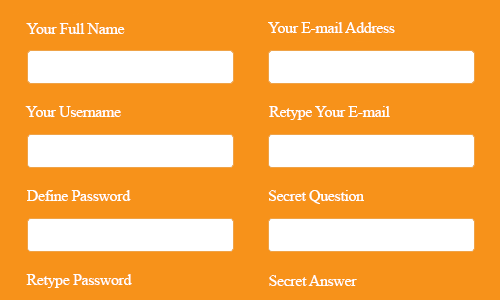 Your Full Name
Your E-mail Address
Your Username
Retype Your E-mail
Define Password
Secret Question
Retype Password
Secret Answer